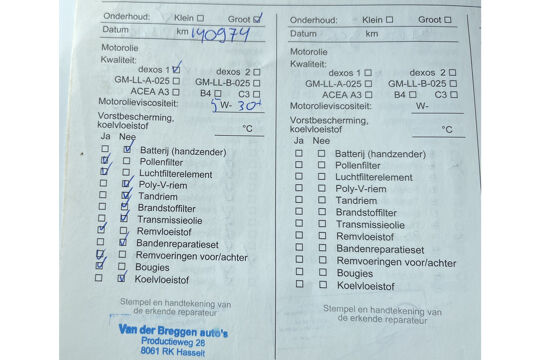 Onderhoud: Klein ☐ Groot ☑
Datum km 140974
Motorolie
Kwaliteit:
dexos 1 ☑ dexos 2 ☐
GM-LL-A-025 ☐ GM-LL-B-025 ☐
ACEA A3 ☐ B4 ☐ C3 ☐
Motorolieviscositeit: 5 W- 30
Vorstbescherming,
koelvloeistof °C
Ja Nee
☐ ☑ Batterij (handzender)
☑ ☐ Pollenfilter
☑ ☐ Luchtfilterelement
☐ ☑ Poly-V-riem
☐ ☑ Tandriem
☐ ☑ Brandstoffilter
☐ ☑ Transmissieolie
☑ ☐ Remvloeistof
☐ ☑ Bandenreparatieset
☑ ☐ Remvoeringen voor/achter
☑ ☐ Bougies
☐ ☑ Koelvloeistof
Stempel en handtekening van
de erkende reparateur
Van der Breggen auto's
Productieweg 26
8061 RK Hasselt
Onderhoud: Klein ☐ Groot ☐
Datum km
Motorolie
Kwaliteit:
dexos 1 ☐ dexos 2 ☐
GM-LL-A-025 ☐ GM-LL-B-025 ☐
ACEA A3 ☐ B4 ☐ C3 ☐
Motorolieviscositeit: W-
Vorstbescherming,
koelvloeistof °C
Ja Nee
☐ ☐ Batterij (handzender)
☐ ☐ Pollenfilter
☐ ☐ Luchtfilterelement
☐ ☐ Poly-V-riem
☐ ☐ Tandriem
☐ ☐ Brandstoffilter
☐ ☐ Transmissieolie
☐ ☐ Remvloeistof
☐ ☐ Bandenreparatieset
☐ ☐ Remvoeringen voor/achter
☐ ☐ Bougies
☐ ☐ Koelvloeistof
Stempel en handtekening van
de erkende reparateur